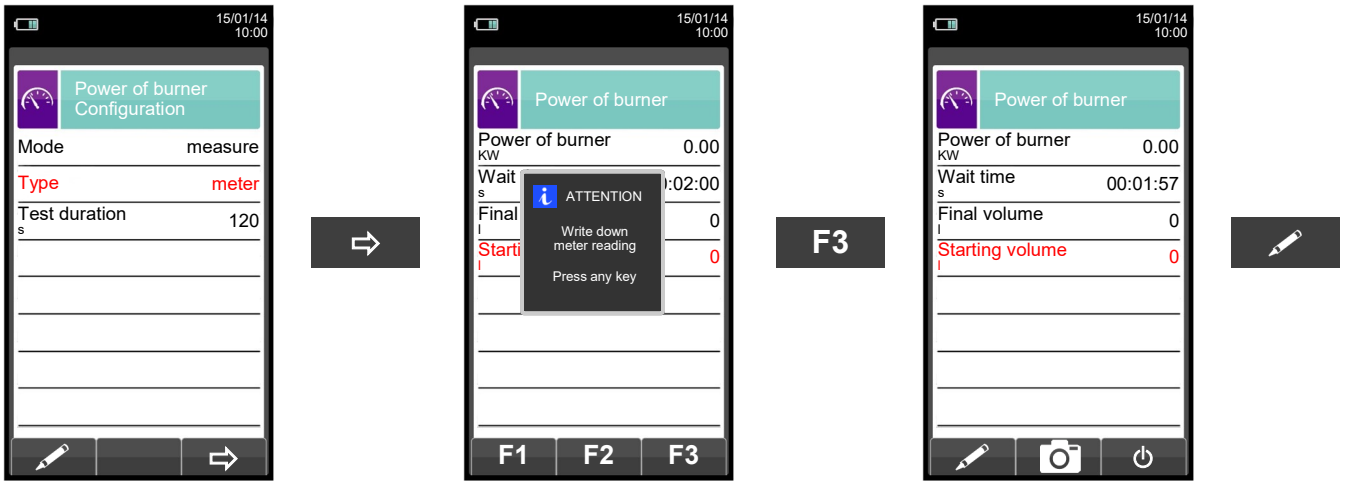 15/01/14
10:00
Power of burner
Configuration
Mode measure
Type meter
Test duration 120
s
15/01/14
10:00
Power of burner
Power of burner 0.00
KW
Wait :02:00
s
Final 0
l
Starti 0
l
i ATTENTION
Write down
meter reading
Press any key
F1 F2 F3
F3
15/01/14
10:00
Power of burner
Power of burner 0.00
KW
Wait time 00:01:57
s
Final volume 0
l
Starting volume 0
l